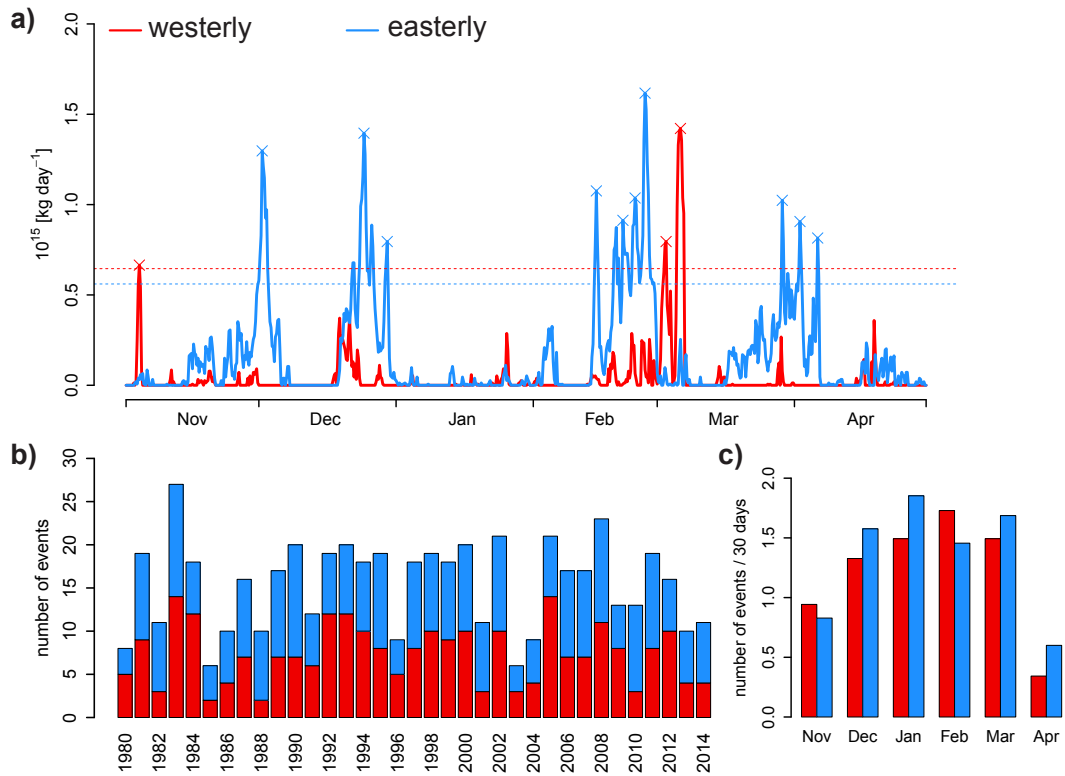 a)
westerly
easterly
10¹⁵ [kg day⁻¹]
2.0
1.5
1.0
0.5
0.0
Nov Dec Jan Feb Mar Apr
b)
number of events
30
25
20
15
10
5
0
1980 1982 1984 1986 1988 1990 1992 1994 1996 1998 2000 2002 2004 2006 2008 2010 2012 2014
c)
number of events / 30 days
2.0
1.5
1.0
0.5
0.0
Nov Dec Jan Feb Mar Apr